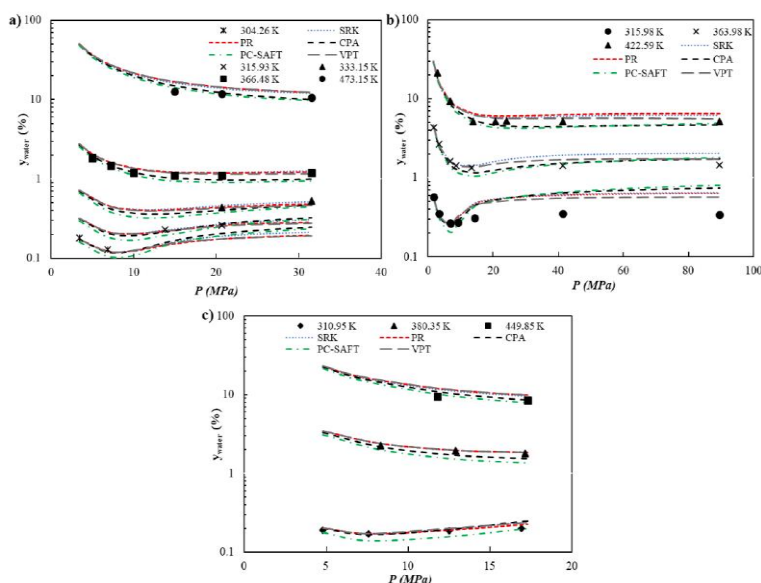 a)
304.26 K
SRK
PR
CPA
PC-SAFT
VPT
315.93 K
333.15 K
366.48 K
473.15 K
ywater (%)
100
10
1
0.1
0
10
20
30
40
P (MPa)
b)
315.98 K
363.98 K
422.59 K
SRK
PR
CPA
PC-SAFT
VPT
ywater (%)
100
10
1
0.1
0
20
40
60
80
100
P (MPa)
c)
310.95 K
380.35 K
449.85 K
SRK
PR
CPA
PC-SAFT
VPT
ywater (%)
100
10
1
0.1
0
5
10
15
20
P (MPa)